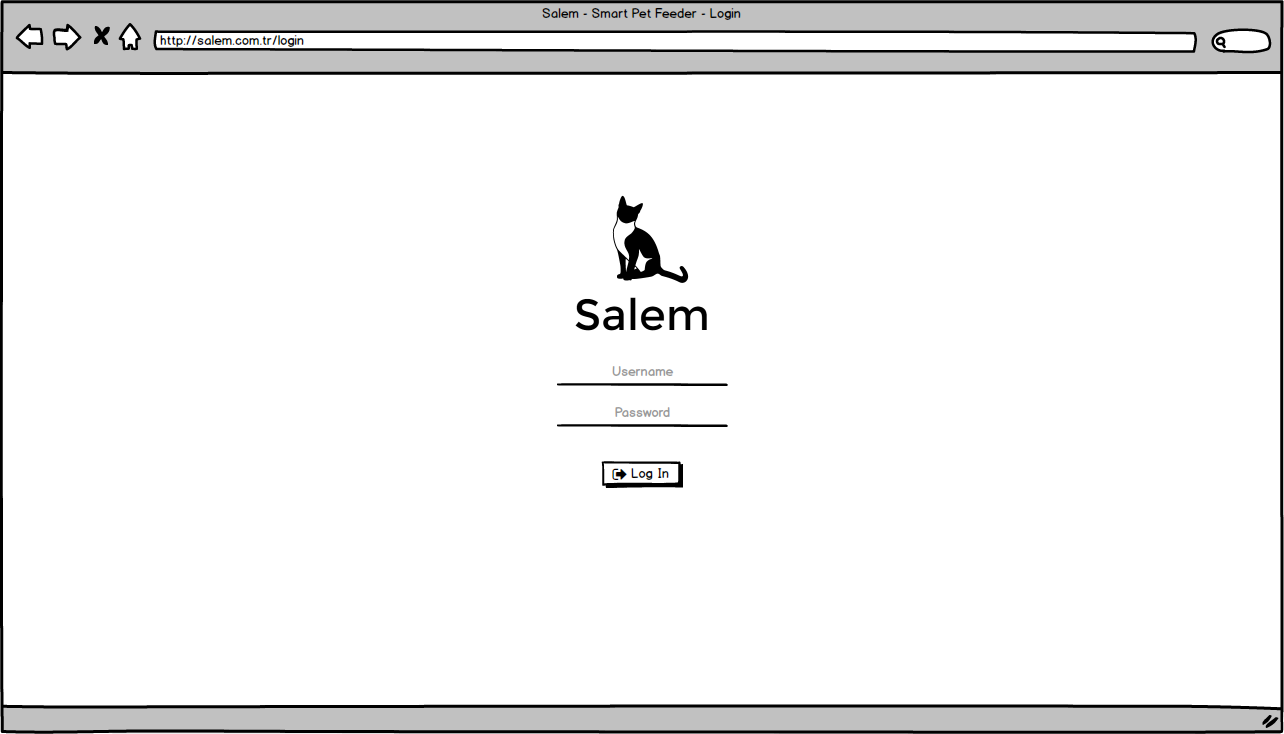 Salem - Smart Pet Feeder - Login
http://salem.com.tr/login
Salem
Username
Password
Log In